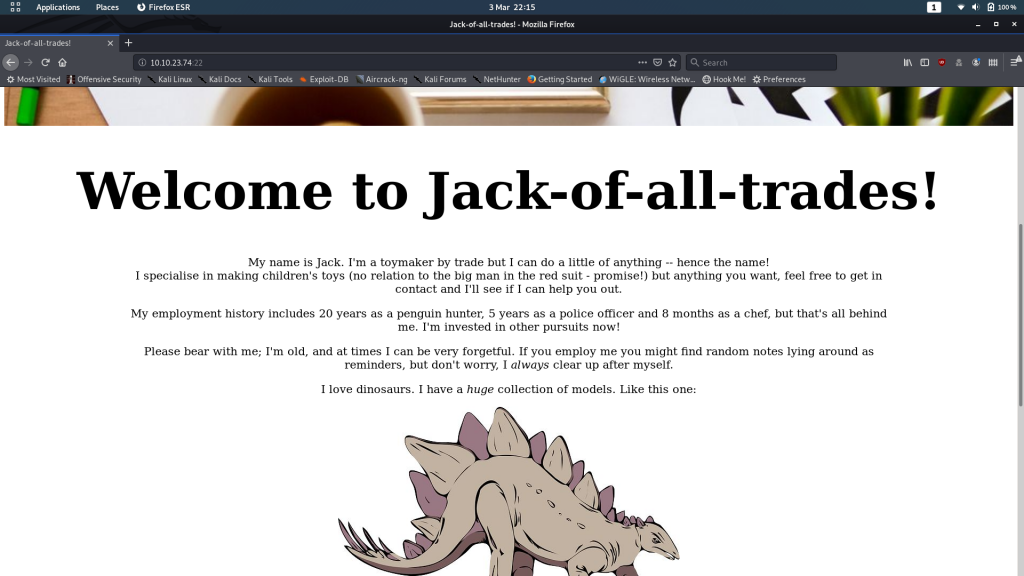 Applications Places Firefox ESR 3 Mar 22:15 1 100 %
Jack-of-all-trades! - Mozilla Firefox
Jack-of-all-trades!
10.10.23.74:22 Search
Most Visited Offensive Security Kali Linux Kali Docs Kali Tools Exploit-DB Aircrack-ng Kali Forums NetHunter Getting Started WiGLE: Wireless Netw... Hook Me! Preferences
Welcome to Jack-of-all-trades!
My name is Jack. I'm a toymaker by trade but I can do a little of anything -- hence the name!
I specialise in making children's toys (no relation to the big man in the red suit - promise!) but anything you want, feel free to get in
contact and I'll see if I can help you out.
My employment history includes 20 years as a penguin hunter, 5 years as a police officer and 8 months as a chef, but that's all behind
me. I'm invested in other pursuits now!
Please bear with me; I'm old, and at times I can be very forgetful. If you employ me you might find random notes lying around as
reminders, but don't worry, I always clear up after myself.
I love dinosaurs. I have a huge collection of models. Like this one: